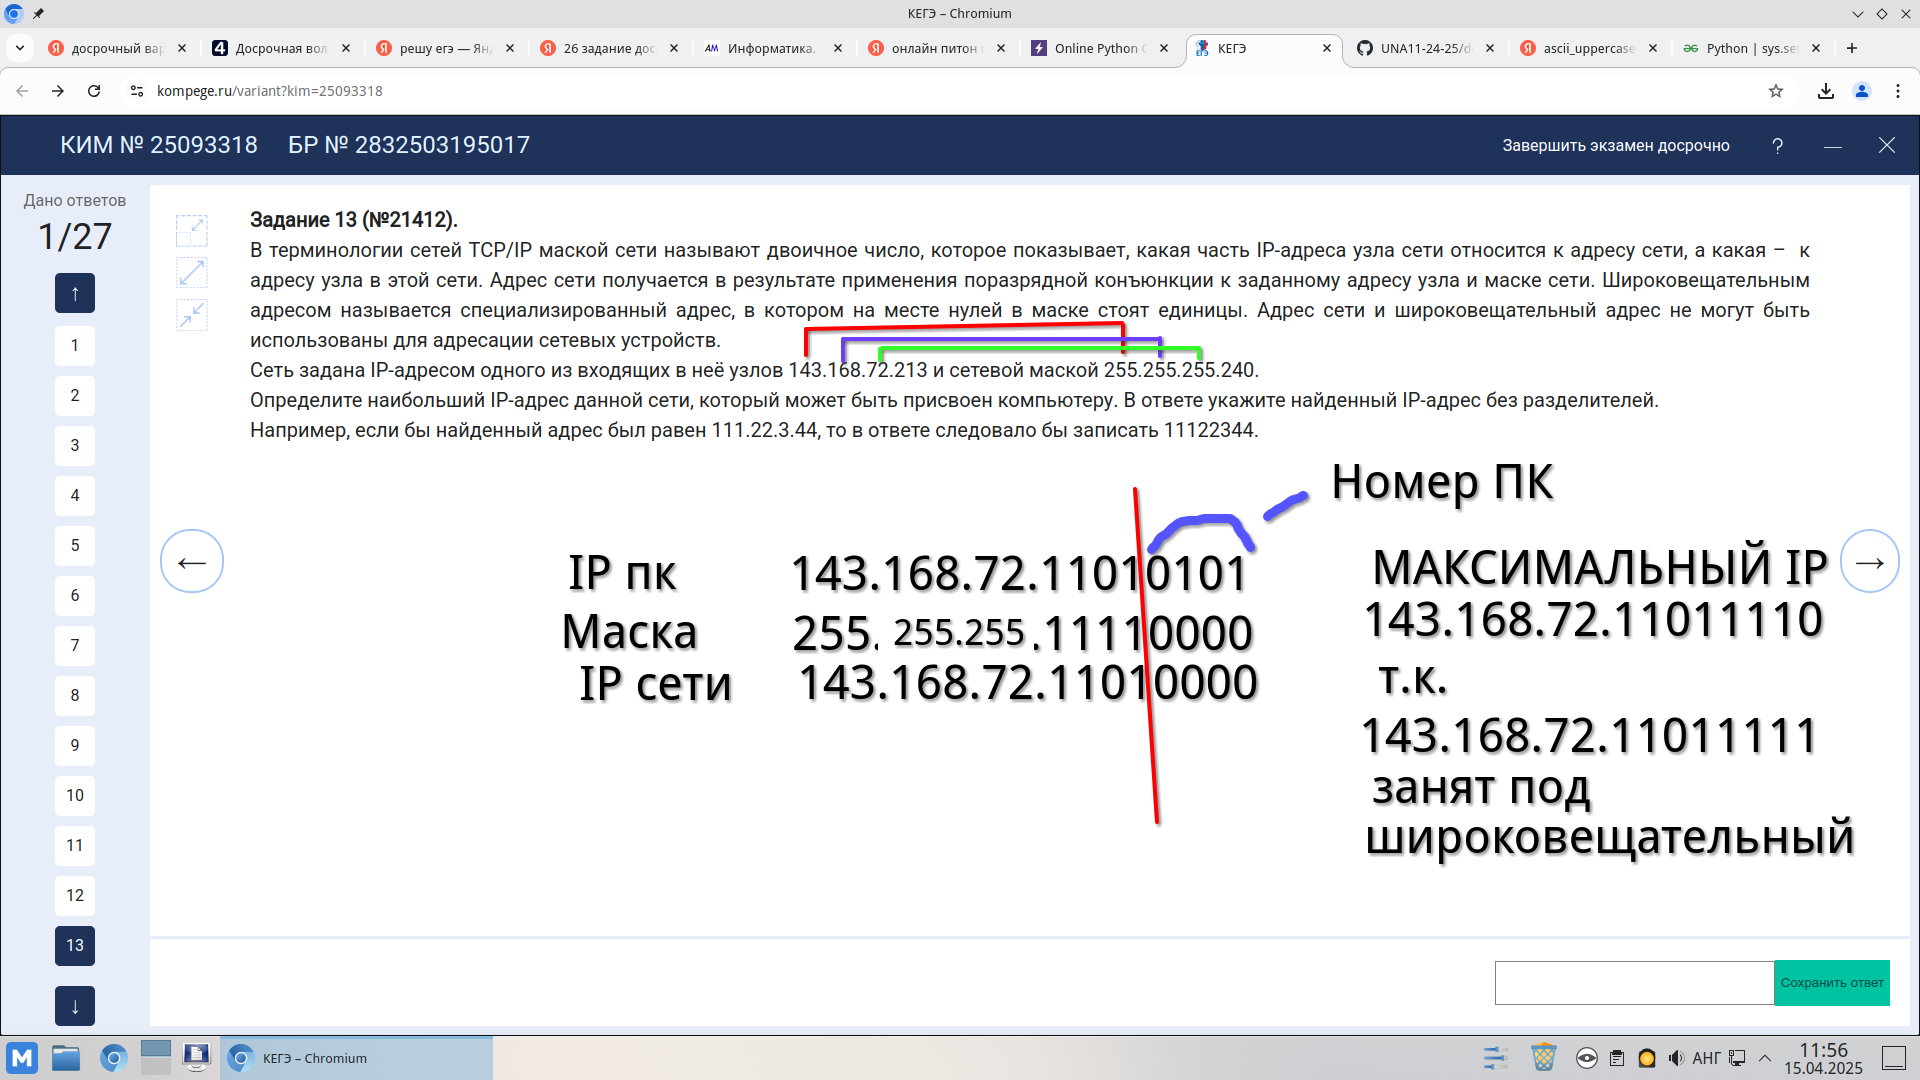 КЕГЭ – Chromium
досрочный вар
Досрочная вол
решу егэ — Ян
26 задание дос
Информатика.
онлайн питон
Online Python C
КЕГЭ
UNA11-24-25/d
ascii_uppercase
Python | sys.se
kompege.ru/variant?kim=25093318
КИМ № 25093318 БР № 2832503195017
Завершить экзамен досрочно ? — ×
Дано ответов
1/27
↑
1
2
3
4
5
6
7
8
9
10
11
12
13
↓
Задание 13 (№21412).
В терминологии сетей TCP/IP маской сети называют двоичное число, которое показывает, какая часть IP-адреса узла сети относится к адресу сети, а какая – к
адресу узла в этой сети. Адрес сети получается в результате применения поразрядной конъюнкции к заданному адресу узла и маске сети. Широковещательным
адресом называется специализированный адрес, в котором на месте нулей в маске стоят единицы. Адрес сети и широковещательный адрес не могут быть
использованы для адресации сетевых устройств.
Сеть задана IP-адресом одного из входящих в неё узлов 143.168.72.213 и сетевой маской 255.255.255.240.
Определите наибольший IP-адрес данной сети, который может быть присвоен компьютеру. В ответе укажите найденный IP-адрес без разделителей.
Например, если бы найденный адрес был равен 111.22.3.44, то в ответе следовало бы записать 11122344.
Номер ПК
IP пк 143.168.72.11010101
Маска 255. 255.255 .11110000
IP сети 143.168.72.11010000
МАКСИМАЛЬНЫЙ IP
143.168.72.11011110
т.к.
143.168.72.11011111
занят под
широковещательный
Сохранить ответ
КЕГЭ – Chromium
АНГ
11:56
15.04.2025